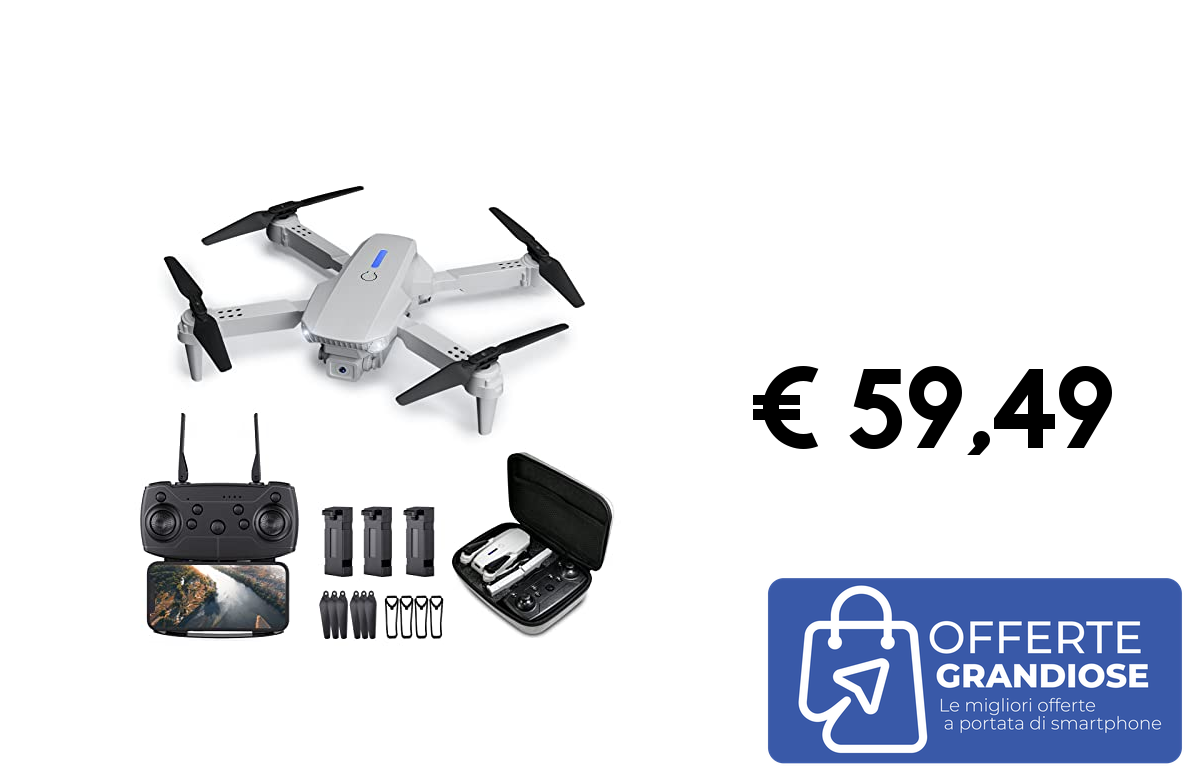 € 59,49
OFFERTE
GRANDIOSE
Le migliori offerte
a portata di smartphone